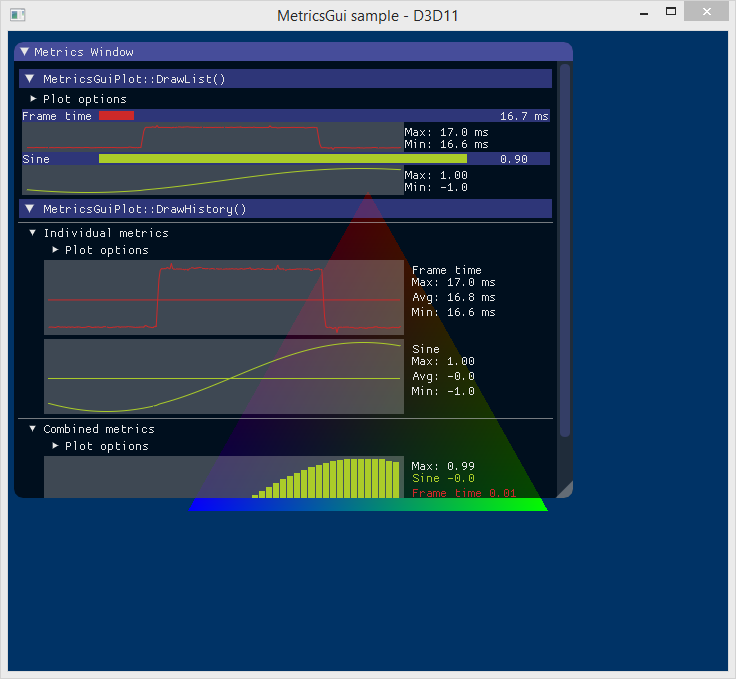 MetricsGui sample - D3D11
Metrics Window
MetricsGuiPlot::DrawList()
Plot options
Frame time 16.7 ms
Max: 17.0 ms
Min: 16.6 ms
Sine 0.90
Max: 1.00
Min: -1.0
MetricsGuiPlot::DrawHistory()
Individual metrics
Plot options
Frame time
Max: 17.0 ms
Avg: 16.8 ms
Min: 16.6 ms
Sine
Max: 1.00
Avg: -0.0
Min: -1.0
Combined metrics
Plot options
Max: 0.99
Sine -0.0
Frame time 0.01